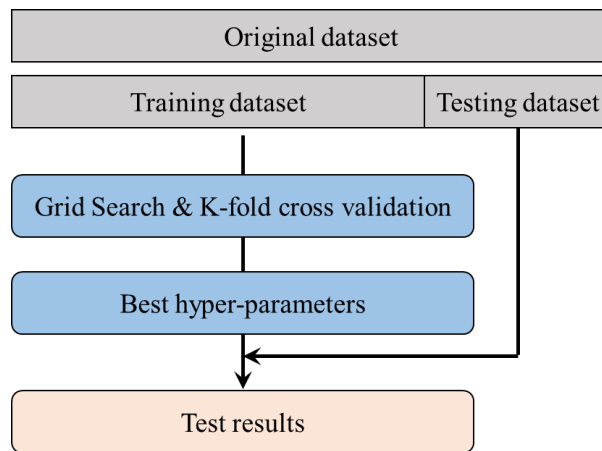 Original dataset
Training dataset
Testing dataset
Grid Search & K-fold cross validation
Best hyper-parameters
Test results